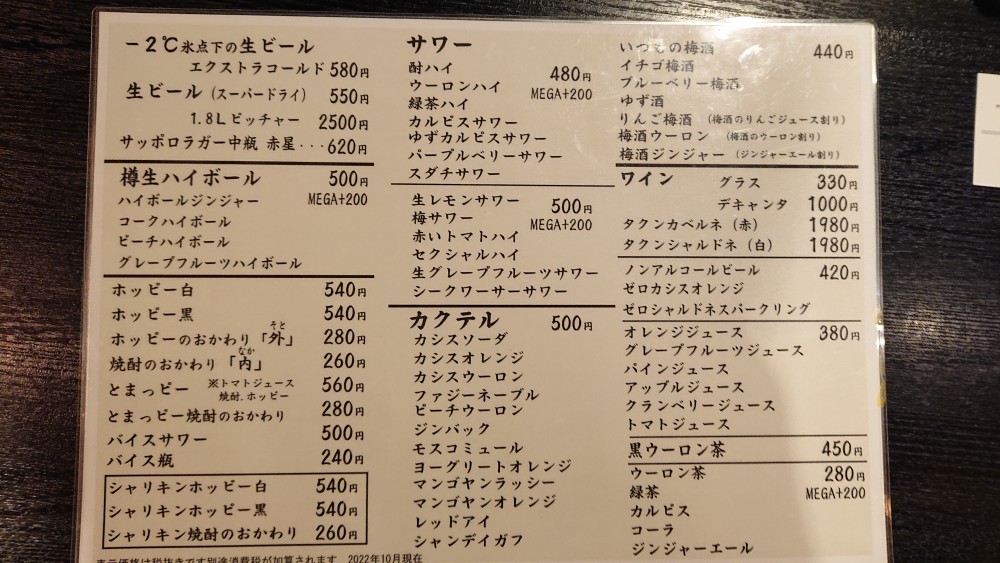 －2℃氷点下の生ビール
エクストラコールド 580円
生ビール（スーパードライ） 550円
1.8Lピッチャー 2500円
サッポロラガー中瓶 赤星・・・620円
樽生ハイボール 500円
ハイボールジンジャー MEGA+200
コークハイボール
ピーチハイボール
グレープフルーツハイボール
ホッピー白 540円
ホッピー黒 540円
ホッピーのおかわり「外」 280円
そと
焼酎のおかわり「内」 260円
なか
とまっピー ※トマトジュース 560円
焼酎.ホッピー
とまっピー焼酎のおかわり 280円
バイスサワー 500円
バイス瓶 240円
シャリキンホッピー白 540円
シャリキンホッピー黒 540円
シャリキン焼酎のおかわり 260円
表示価格は税抜きです別途消費税が加算されます 2022年10月現在
サワー
酎ハイ 480円
ウーロンハイ MEGA+200
緑茶ハイ
カルピスサワー
ゆずカルピスサワー
パープルベリーサワー
スダチサワー
生レモンサワー 500円
梅サワー MEGA+200
赤いトマトハイ
セクシャルハイ
生グレープフルーツサワー
シークワーサーサワー
カクテル 500円
カシスソーダ
カシスオレンジ
カシスウーロン
ファジーネーブル
ピーチウーロン
ジンバック
モスコミュール
ヨーグリートオレンジ
マンゴヤンラッシー
マンゴヤンオレンジ
レッドアイ
シャンデイガフ
いつもの梅酒 440円
イチゴ梅酒
ブルーベリー梅酒
ゆず酒
りんご梅酒（梅酒のりんごジュース割り）
梅酒ウーロン（梅酒のウーロン割り）
梅酒ジンジャー（ジンジャーエール割り）
ワイン グラス 330円
デキャンタ 1000円
タクンカベルネ（赤） 1980円
タクンシャルドネ（白） 1980円
ノンアルコールビール 420円
ゼロカシスオレンジ
ゼロシャルドネスパークリング
オレンジジュース 380円
グレープフルーツジュース
パインジュース
アップルジュース
クランベリージュース
トマトジュース
黒ウーロン茶 450円
ウーロン茶 280円
緑茶 MEGA+200
カルピス
コーラ
ジンジャーエール